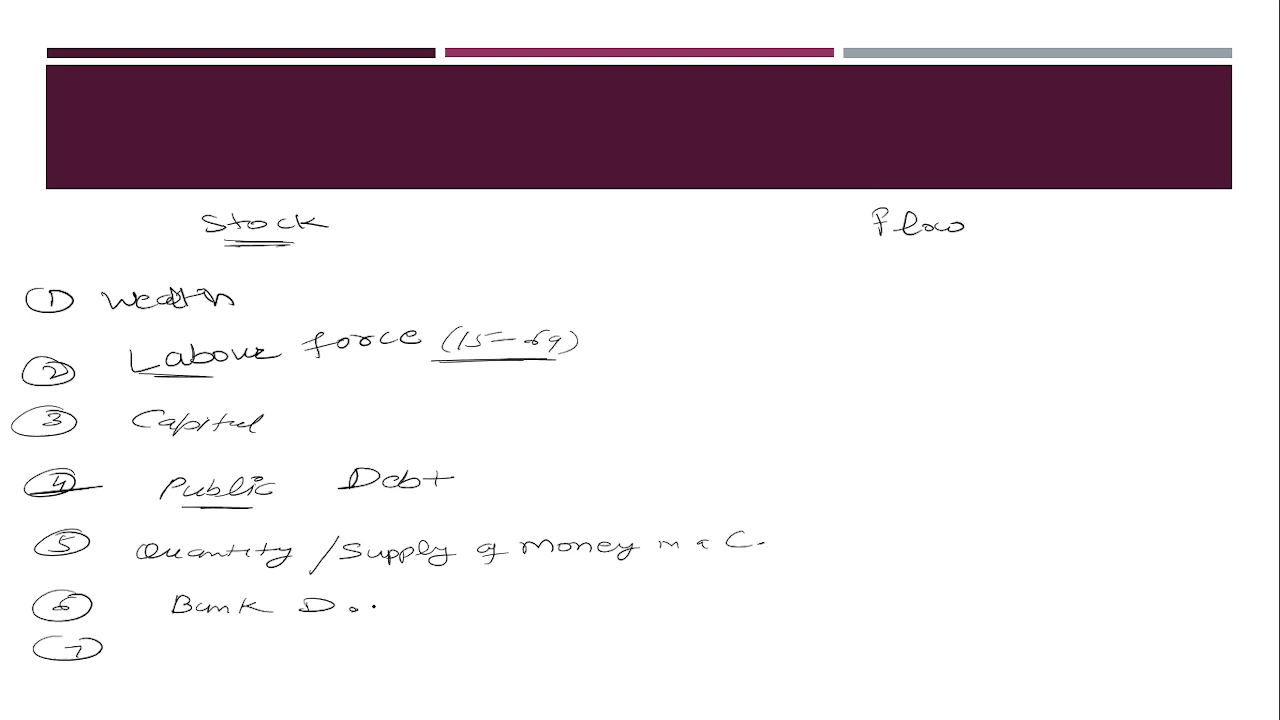 Stock Flow
① Wealth
② Labour force (15-69)
③ Capital
④ Public Debt
⑤ Quantity / Supply of Money in a C.
⑥ Bank D..
⑦